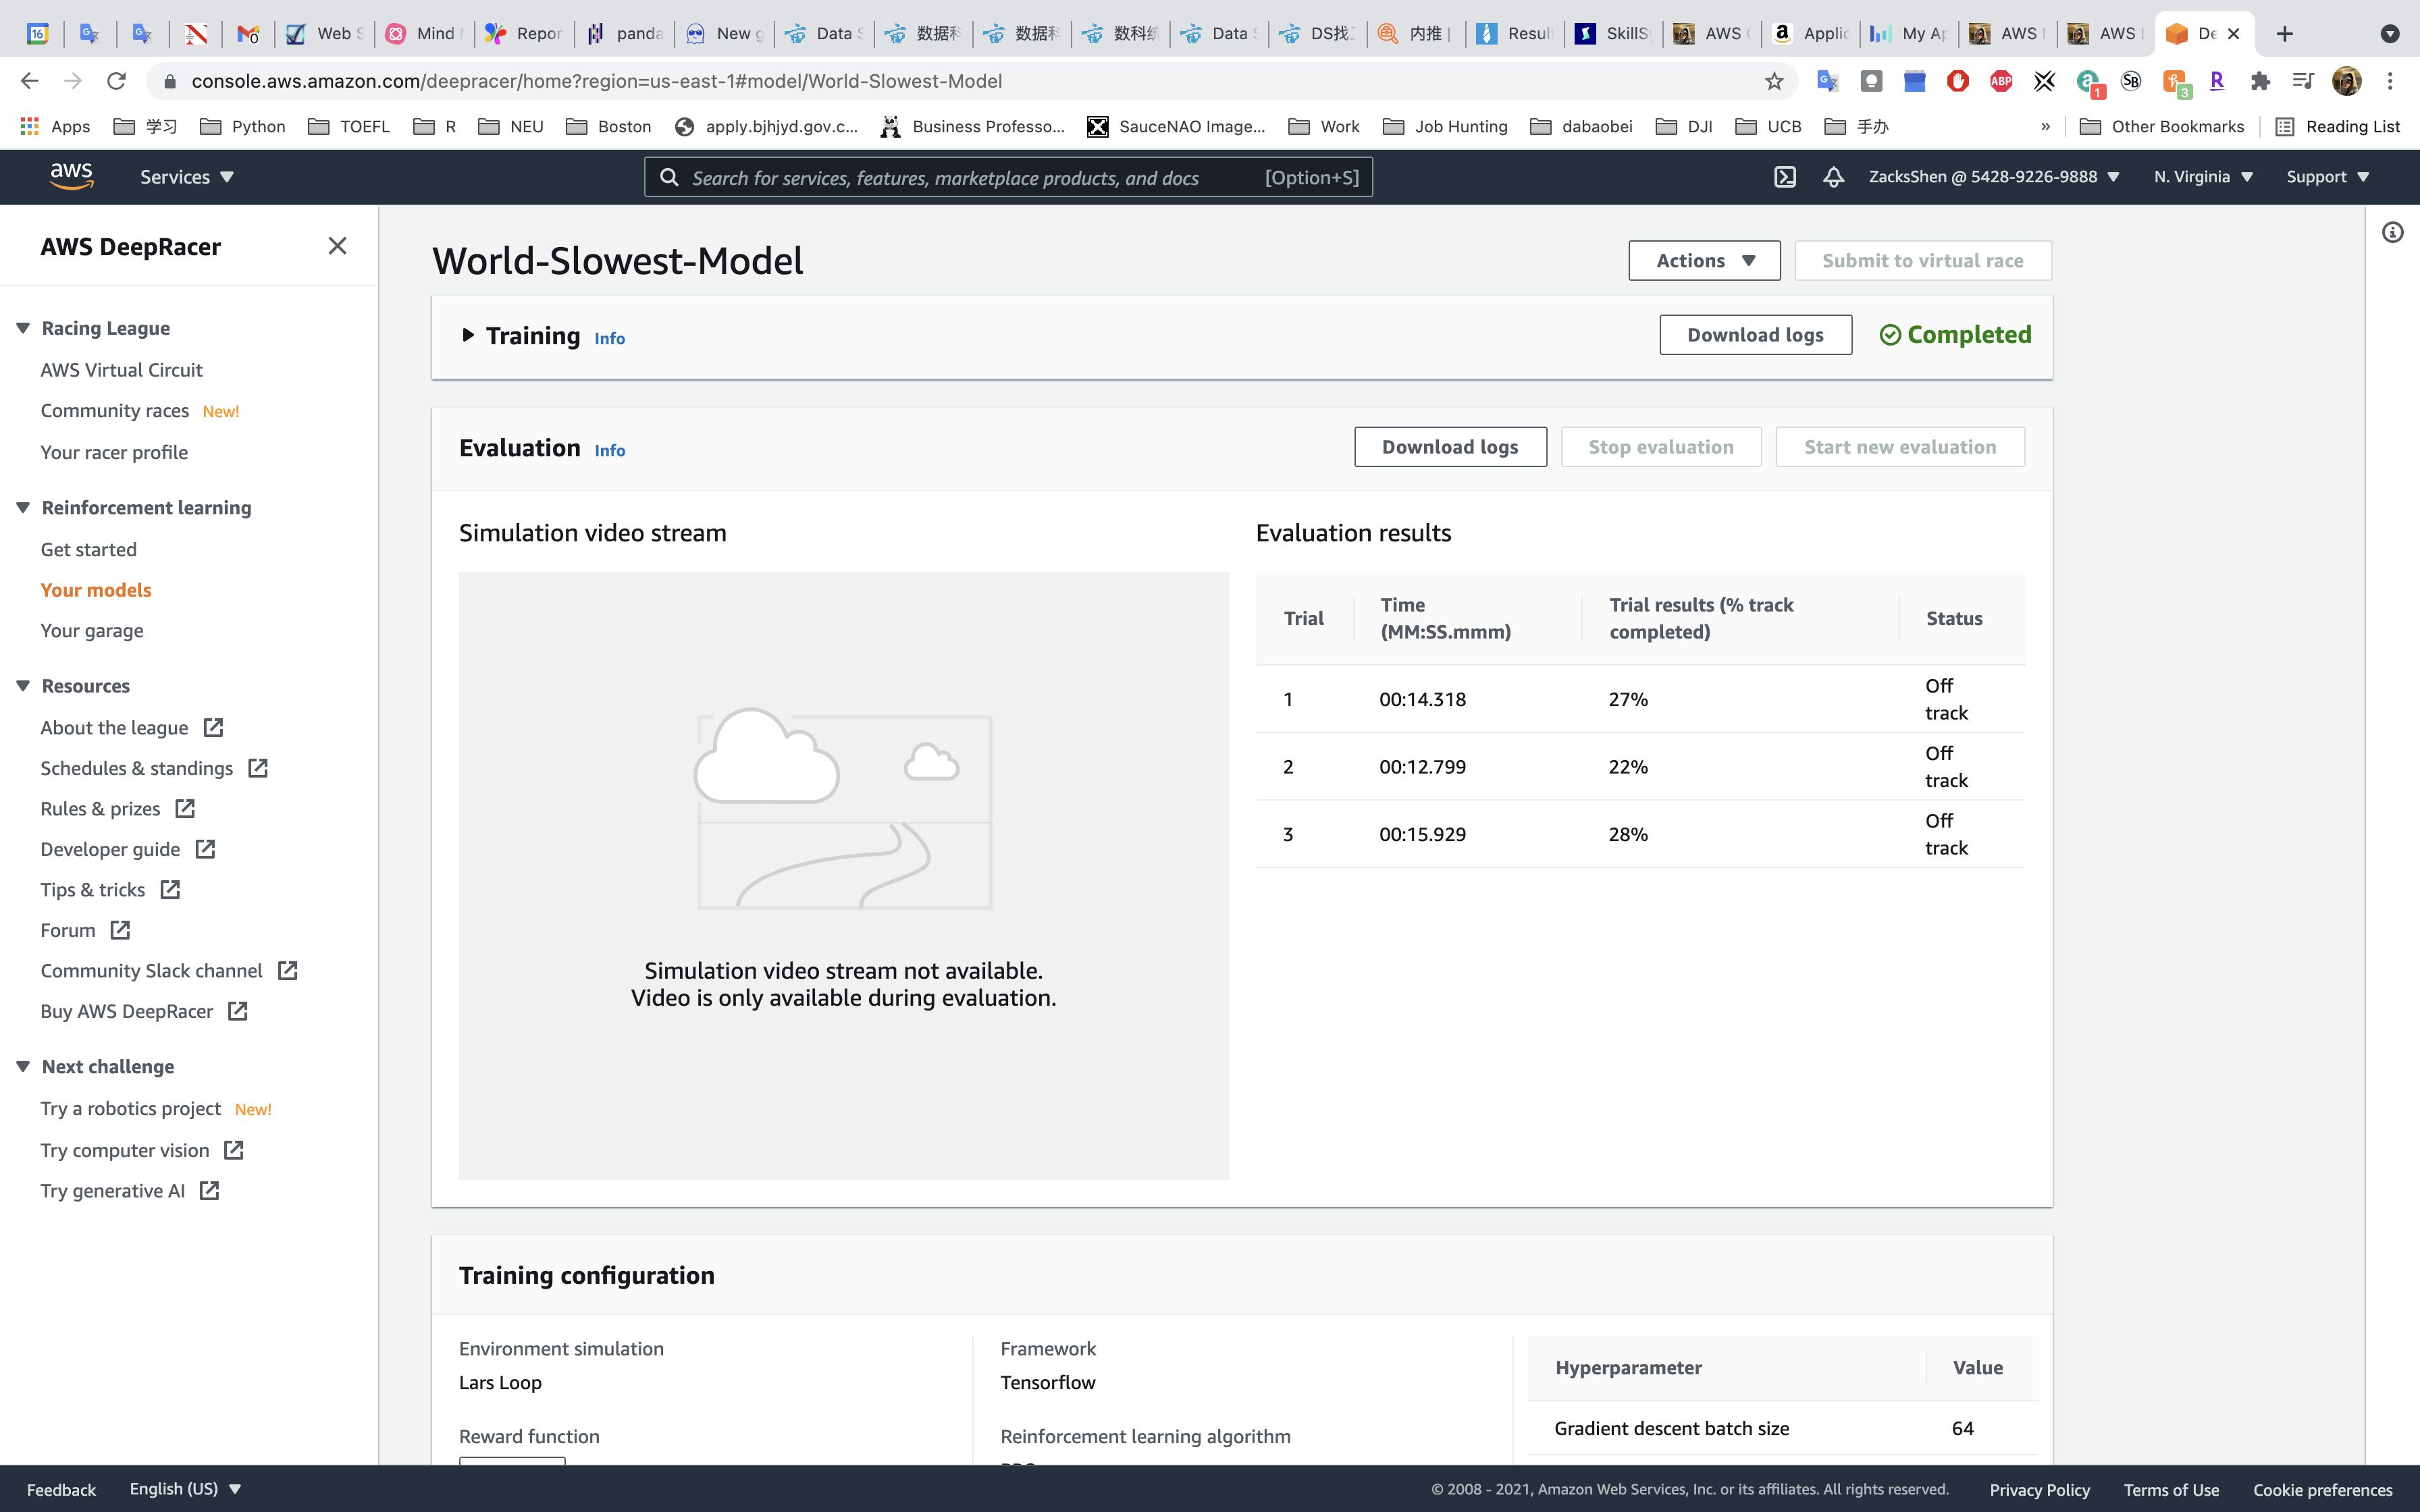 16
0
Web S
Mind
Repor
panda
New g
Data S
数据科
数据科
数科组
Data S
DS找
内推 |
Resul
SkillS
AWS
Applic
My Ap
AWS
AWS
De
console.aws.amazon.com/deepracer/home?region=us-east-1#model/World-Slowest-Model
ABP
1
SB
3
R
Apps
学习
Python
TOEFL
R
NEU
Boston
apply.bjhjyd.gov.c...
Business Professo...
SauceNAO Image...
Work
Job Hunting
dabaobei
DJI
UCB
手办
»
Other Bookmarks
Reading List
aws
Services
Search for services, features, marketplace products, and docs
[Option+S]
ZacksShen @ 5428-9226-9888
N. Virginia
Support
AWS DeepRacer
Racing League
AWS Virtual Circuit
Community races New!
Your racer profile
Reinforcement learning
Get started
Your models
Your garage
Resources
About the league
Schedules & standings
Rules & prizes
Developer guide
Tips & tricks
Forum
Community Slack channel
Buy AWS DeepRacer
Next challenge
Try a robotics project New!
Try computer vision
Try generative AI
World-Slowest-Model
Actions
Submit to virtual race
Training Info
Download logs
Completed
Evaluation Info
Download logs
Stop evaluation
Start new evaluation
Simulation video stream
Simulation video stream not available.
Video is only available during evaluation.
Evaluation results
Trial
Time
(MM:SS.mmm)
Trial results (% track
completed)
Status
1 00:14.318 27% Off
track
2 00:12.799 22% Off
track
3 00:15.929 28% Off
track
Training configuration
Environment simulation
Lars Loop
Reward function
Framework
Tensorflow
Reinforcement learning algorithm
Hyperparameter Value
Gradient descent batch size 64
Feedback
English (US)
© 2008 - 2021, Amazon Web Services, Inc. or its affiliates. All rights reserved.
Privacy Policy
Terms of Use
Cookie preferences